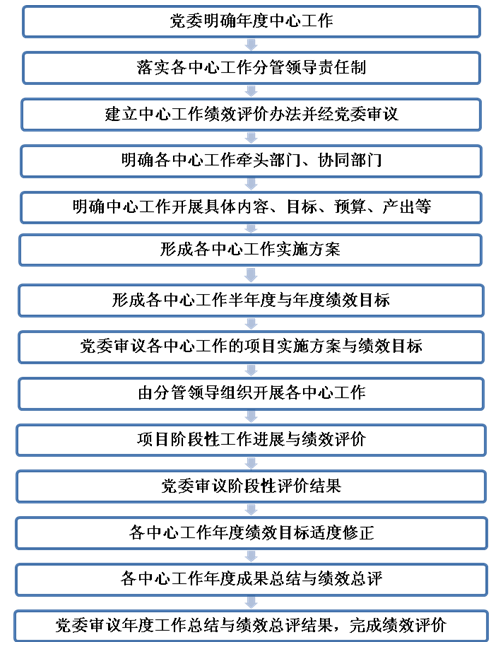 党委明确年度中心工作
落实各中心工作分管领导责任制
建立中心工作绩效评价办法并经党委审议
明确各中心工作牵头部门、协同部门
明确中心工作开展具体内容、目标、预算、产出等
形成各中心工作实施方案
形成各中心工作半年度与年度绩效目标
党委审议各中心工作的项目实施方案与绩效目标
由分管领导组织开展各中心工作
项目阶段性工作进展与绩效评价
党委审议阶段性评价结果
各中心工作年度绩效目标适度修正
各中心工作年度成果总结与绩效总评
党委审议年度工作总结与绩效总评结果，完成绩效评价